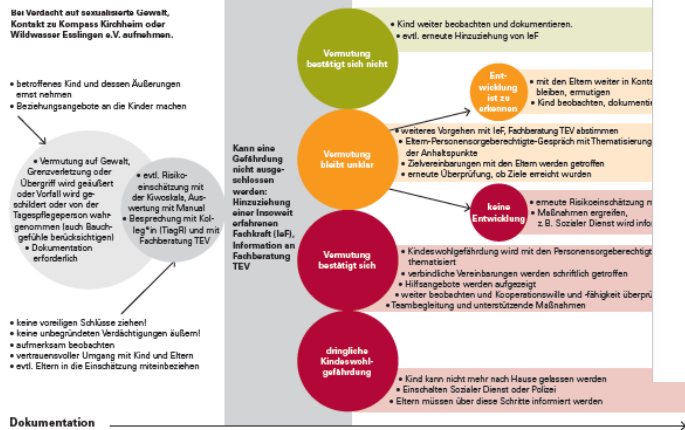 Bei Verdacht auf sexualisierte Gewalt,
Kontakt zu Kompass Kirchheim oder
Wildwasser Esslingen e.V. aufnehmen.
• betroffenes Kind und dessen Äußerungen
ernst nehmen
• Beziehungsangebote an die Kinder machen
• Vermutung auf Gewalt,
Grenzverletzung oder
Übergriff wird geäußert
oder Vorfall wird ge-
schildert oder von der
Tagespflegeperson wahr-
genommen (auch Bauch-
gefühle berücksichtigen)
• Dokumentation
erforderlich
• evtl. Risiko-
einschätzung mit
der Kiwoskala, Aus-
wertung mit Manual
• Besprechung mit Kol-
leg*in (TiagR) und mit
Fachberatung TEV
• keine voreiligen Schlüsse ziehen!
• keine unbegründeten Verdächtigungen äußern!
• aufmerksam beobachten
• vertrauensvoller Umgang mit Kind und Eltern
• evtl. Eltern in die Einschätzung miteinbeziehen
Kann eine
Gefährdung
nicht ausge-
schlossen
werden:
Hinzuziehung
einer Insoweit
erfahrenen
Fachkraft (IeF),
Information an
Fachberatung
TEV
Vermutung
bestätigt sich nicht
• Kind weiter beobachten und dokumentieren.
• evtl. erneute Hinzuziehung von IeF
Vermutung
bleibt unklar
• weiteres Vorgehen mit IeF, Fachberatung TEV abstimmen
• Eltern-Personsorgeberechtigte-Gespräch mit Thematisierung
der Anhaltspunkte
• Zielvereinbarungen mit den Eltern werden getroffen
• erneute Überprüfung, ob Ziele erreicht wurden
Ent-
wicklung
ist zu
erkennen
• mit den Eltern weiter in Konta
bleiben, ermutigen
• Kind beobachten, dokumentie
keine
Entwicklung
• erneute Risikoeinschätzung m
• Maßnahmen ergreifen,
z. B. Sozialer Dienst wird infor
Vermutung
bestätigt sich
• Kindeswohlgefährdung wird mit den Personensorgeberechtigt
thematisiert
• verbindliche Vereinbarungen werden schriftlich getroffen
• Hilfsangebote werden aufgezeigt
• weiter beobachten und Kooperationswille und -fähigkeit überprü
• Teambegleitung und unterstützende Maßnahmen
dringliche
Kindeswohl-
gefährdung
• Kind kann nicht mehr nach Hause gelassen werden
• Einschalten Sozialer Dienst oder Polizei
• Eltern müssen über diese Schritte informiert werden
Dokumentation